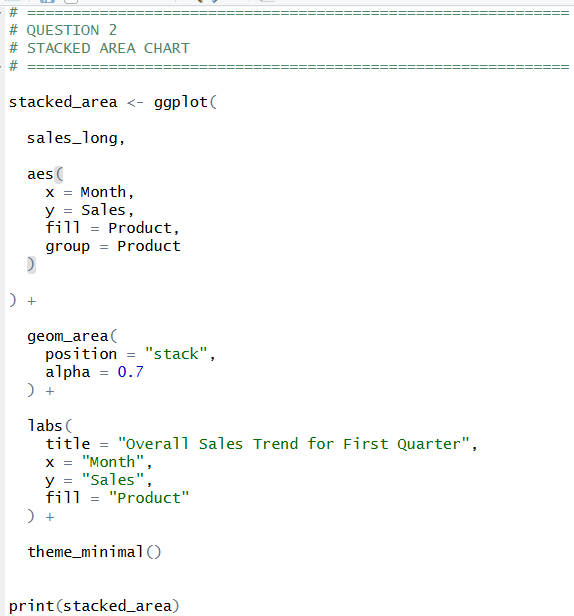 # ============================================================
# QUESTION 2
# STACKED AREA CHART
# ============================================================
stacked_area <- ggplot(
sales_long,
aes(
x = Month,
y = Sales,
fill = Product,
group = Product
)
) +
geom_area(
position = "stack",
alpha = 0.7
) +
labs(
title = "Overall Sales Trend for First Quarter",
x = "Month",
y = "Sales",
fill = "Product"
) +
theme_minimal()
print(stacked_area)